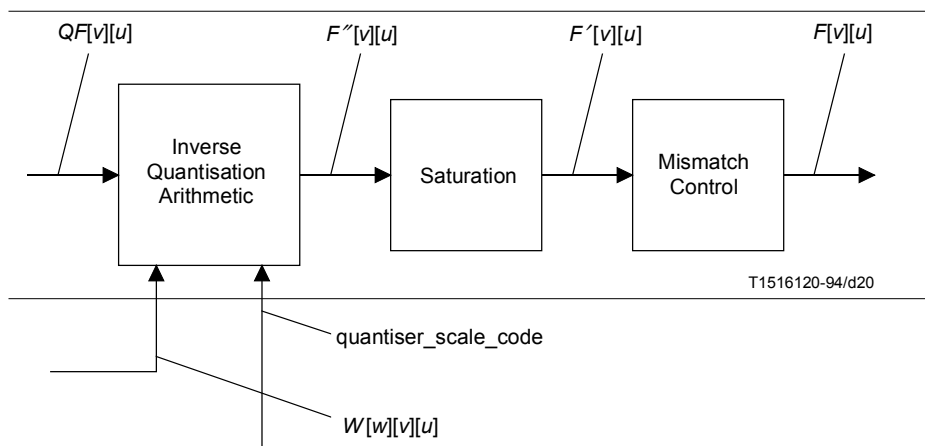 QF[v][u]
F″[v][u]
F′[v][u]
F[v][u]
Inverse
Quantisation
Arithmetic
Saturation
Mismatch
Control
T1516120-94/d20
quantiser_scale_code
W[w][v][u]